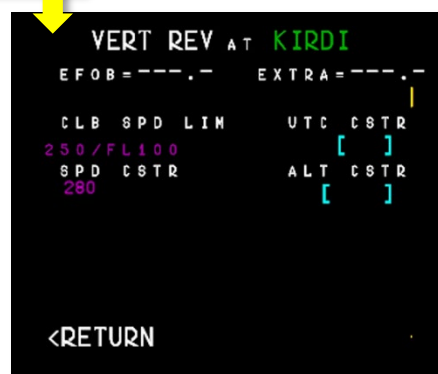 VERT REV AT KIRDI
EFOB=---.- EXTRA=---.-
CLB SPD LIM UTC CSTR
250/FL100 [ ]
SPD CSTR ALT CSTR
280 [ ]
<RETURN